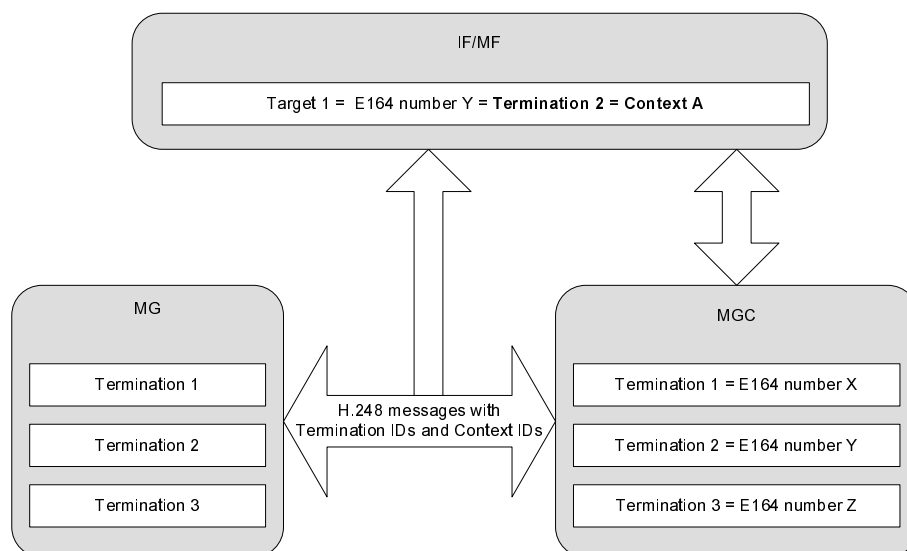 IF/MF
Target 1 = E164 number Y = Termination 2 = Context A
MG
Termination 1
Termination 2
Termination 3
H.248 messages with
Termination IDs and Context IDs
MGC
Termination 1 = E164 number X
Termination 2 = E164 number Y
Termination 3 = E164 number Z